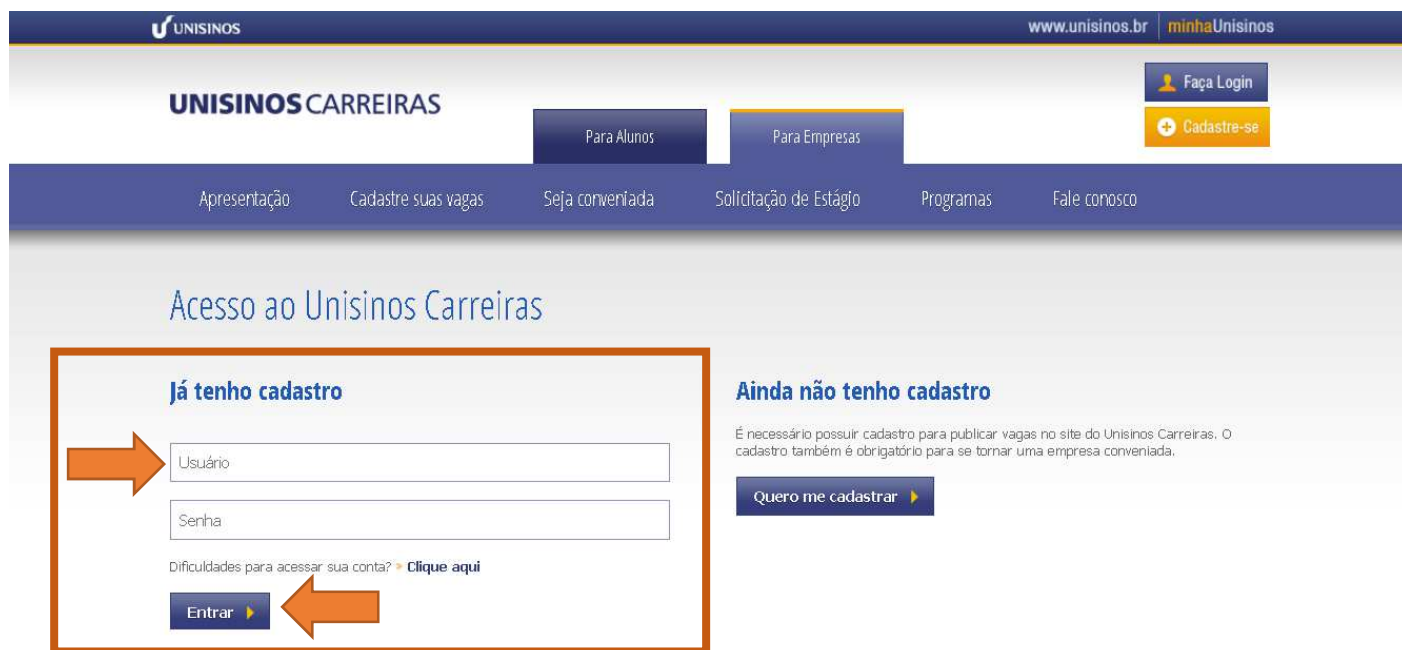 UNISINOS
www.unisinos.br minhaUnisinos
UNISINOS CARREIRAS
Faça Login
Cadastre-se
Para Alunos
Para Empresas
Apresentação Cadastre suas vagas Seja conveniada Solicitação de Estágio Programas Fale conosco
Acesso ao Unisinos Carreiras
Já tenho cadastro
Usuário
Senha
Dificuldades para acessar sua conta? Clique aqui
Entrar
Ainda não tenho cadastro
É necessário possuir cadastro para publicar vagas no site do Unisinos Carreiras. O
cadastro também é obrigatório para se tornar uma empresa conveniada.
Quero me cadastrar